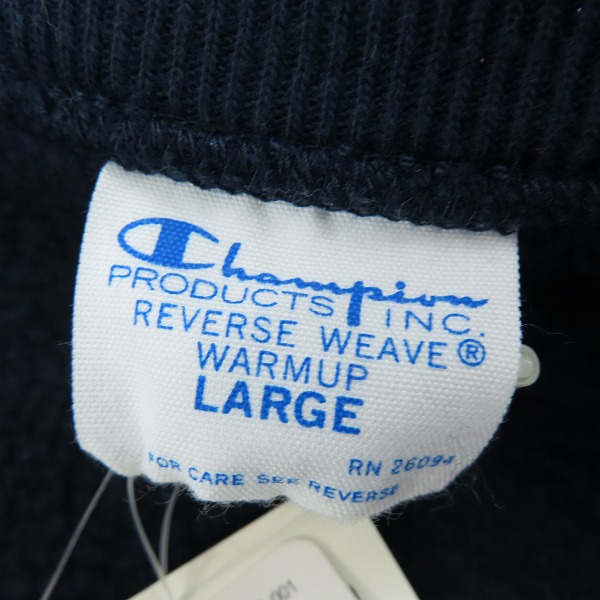 Champion
PRODUCTS INC.
REVERSE WEAVE®
WARMUP
LARGE
RN 26094
FOR CARE SEE REVERSE